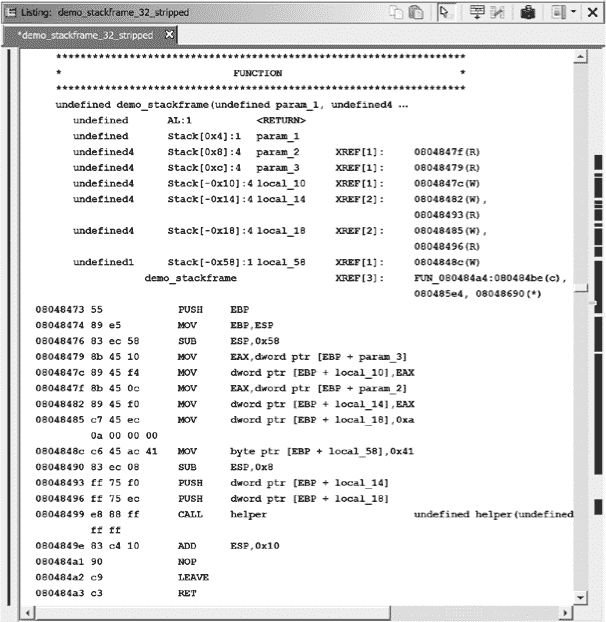 Listing: demo_stackframe_32_stripped
*demo_stackframe_32_stripped
****************************************************************
* FUNCTION *
****************************************************************
undefined demo_stackframe(undefined param_1, undefined4 ...
undefined AL:1 <RETURN>
undefined Stack[0x4]:1 param_1
undefined4 Stack[0x8]:4 param_2 XREF[1]: 0804847f(R)
undefined4 Stack[0xc]:4 param_3 XREF[1]: 08048479(R)
undefined4 Stack[-0x10]:4 local_10 XREF[1]: 0804847c(W)
undefined4 Stack[-0x14]:4 local_14 XREF[2]: 08048482(W),
08048493(R)
undefined4 Stack[-0x18]:4 local_18 XREF[2]: 08048485(W),
08048496(R)
undefined1 Stack[-0x58]:1 local_58 XREF[1]: 0804848c(W)
demo_stackframe XREF[3]: FUN_080484a4:080484be(c),
080485e4, 08048690(*)
08048473 55 PUSH EBP
08048474 89 e5 MOV EBP,ESP
08048476 83 ec 58 SUB ESP,0x58
08048479 8b 45 10 MOV EAX,dword ptr [EBP + param_3]
0804847c 89 45 f4 MOV dword ptr [EBP + local_10],EAX
0804847f 8b 45 0c MOV EAX,dword ptr [EBP + param_2]
08048482 89 45 f0 MOV dword ptr [EBP + local_14],EAX
08048485 c7 45 ec MOV dword ptr [EBP + local_18],0xa
0a 00 00 00
0804848c c6 45 ac 41 MOV byte ptr [EBP + local_58],0x41
08048490 83 ec 08 SUB ESP,0x8
08048493 ff 75 f0 PUSH dword ptr [EBP + local_14]
08048496 ff 75 ec PUSH dword ptr [EBP + local_18]
08048499 e8 88 ff CALL helper undefined helper(undefined
ff ff
0804849e 83 c4 10 ADD ESP,0x10
080484a1 90 NOP
080484a2 c9 LEAVE
080484a3 c3 RET